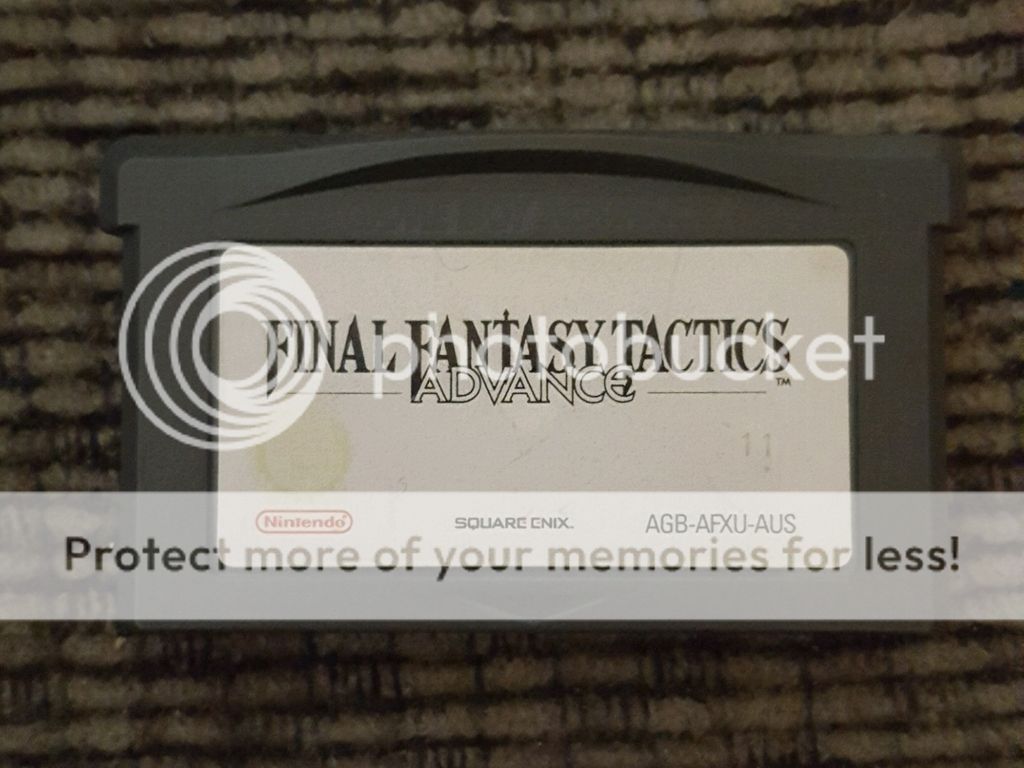 FINAL FANTASY TACTICS
ADVANCE ™
photobucket
11
Nintendo
SQUARE ENIX.
AGB-AFXU-AUS
Protect more of your memories for less!